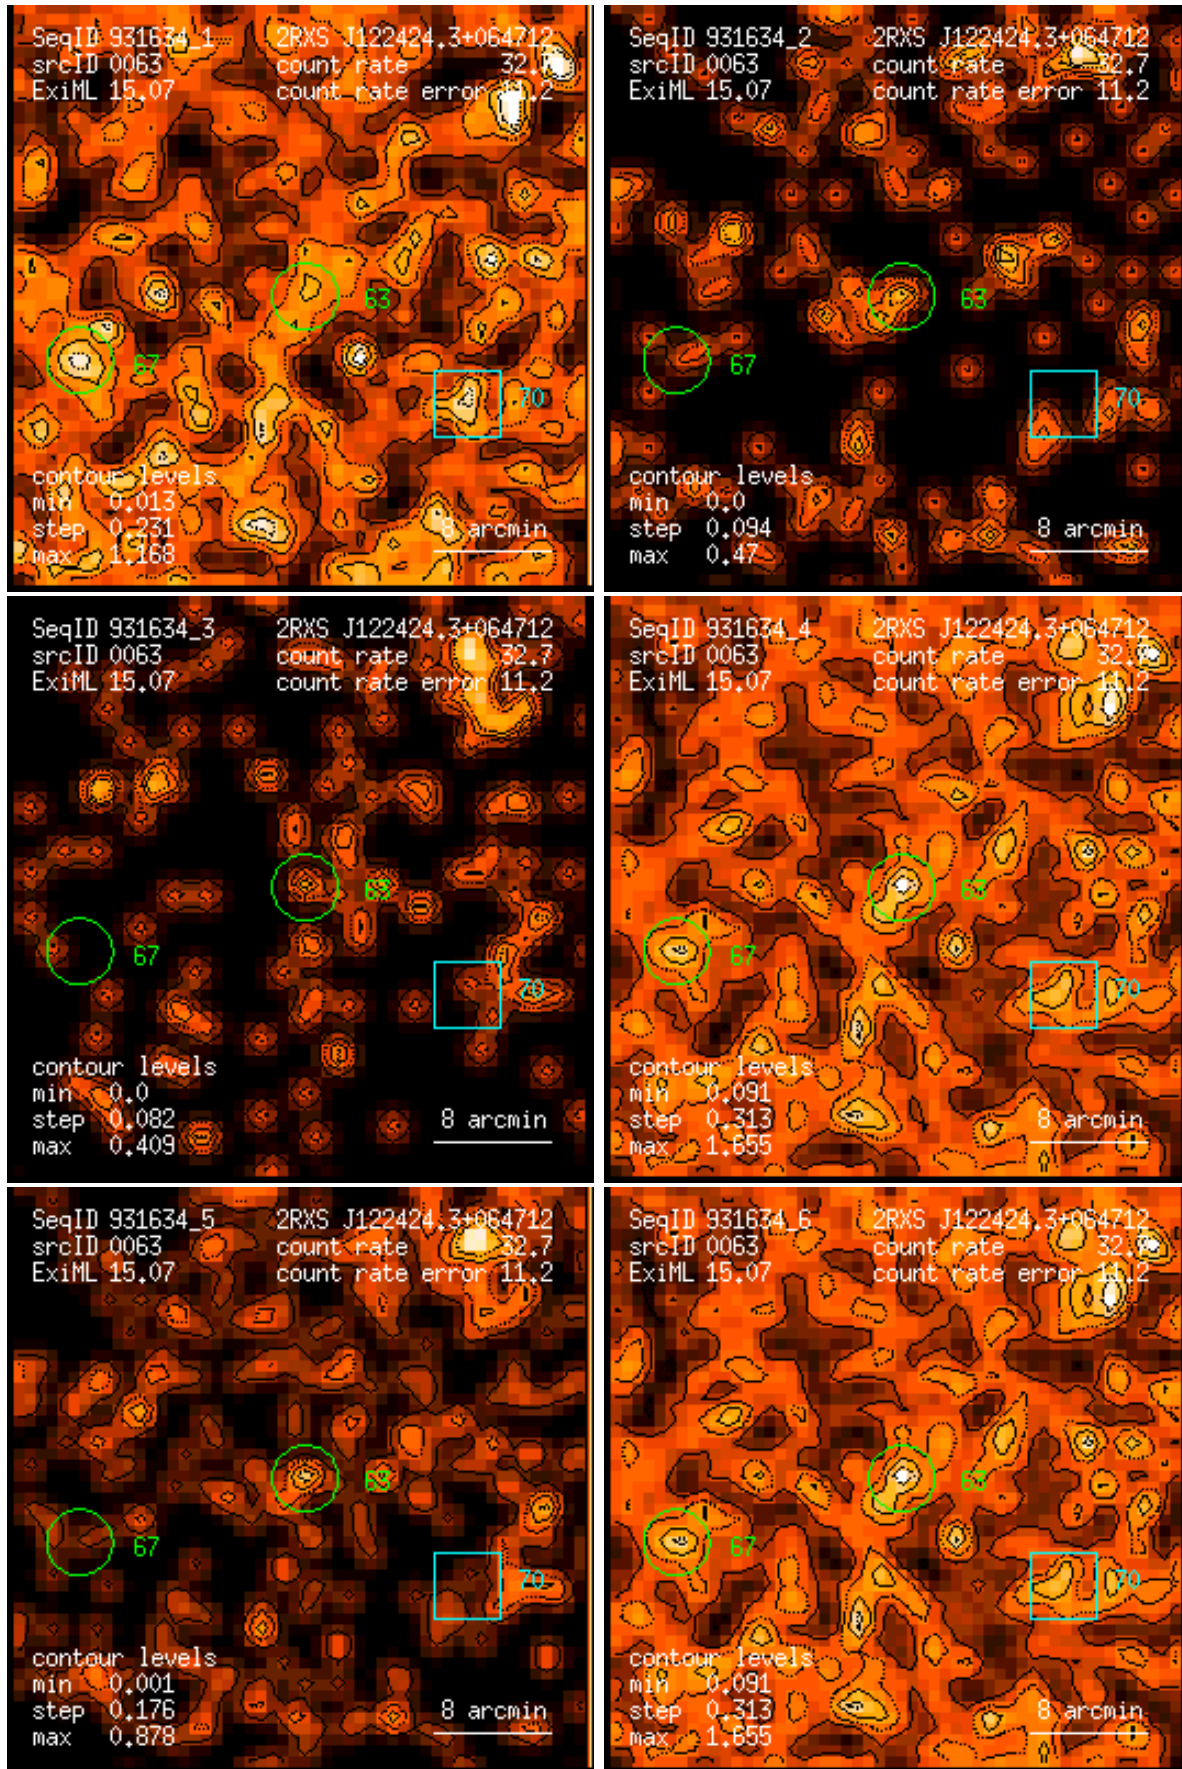 SeqID 931634_1 2RXS J122424.3+064712
srcID 0063 count rate 32.7
ExiML 15.07 count rate error 11.2
63
67
70
contour levels
min 0.013
step 0.231 8 arcmin
max 1.168
SeqID 931634_2 2RXS J122424.3+064712
srcID 0063 count rate 32.7
ExiML 15.07 count rate error 11.2
63
67
70
contour levels
min 0.0
step 0.094 8 arcmin
max 0.47
SeqID 931634_3 2RXS J122424.3+064712
srcID 0063 count rate 32.7
ExiML 15.07 count rate error 11.2
63
67
70
contour levels
min 0.0
step 0.082 8 arcmin
max 0.409
SeqID 931634_4 2RXS J122424.3+064712
srcID 0063 count rate 32.7
ExiML 15.07 count rate error 11.2
63
67
70
contour levels
min 0.091
step 0.313 8 arcmin
max 1.655
SeqID 931634_5 2RXS J122424.3+064712
srcID 0063 count rate 32.7
ExiML 15.07 count rate error 11.2
63
67
70
contour levels
min 0.001
step 0.176 8 arcmin
max 0.878
SeqID 931634_6 2RXS J122424.3+064712
srcID 0063 count rate 32.7
ExiML 15.07 count rate error 11.2
63
67
70
contour levels
min 0.091
step 0.313 8 arcmin
max 1.655